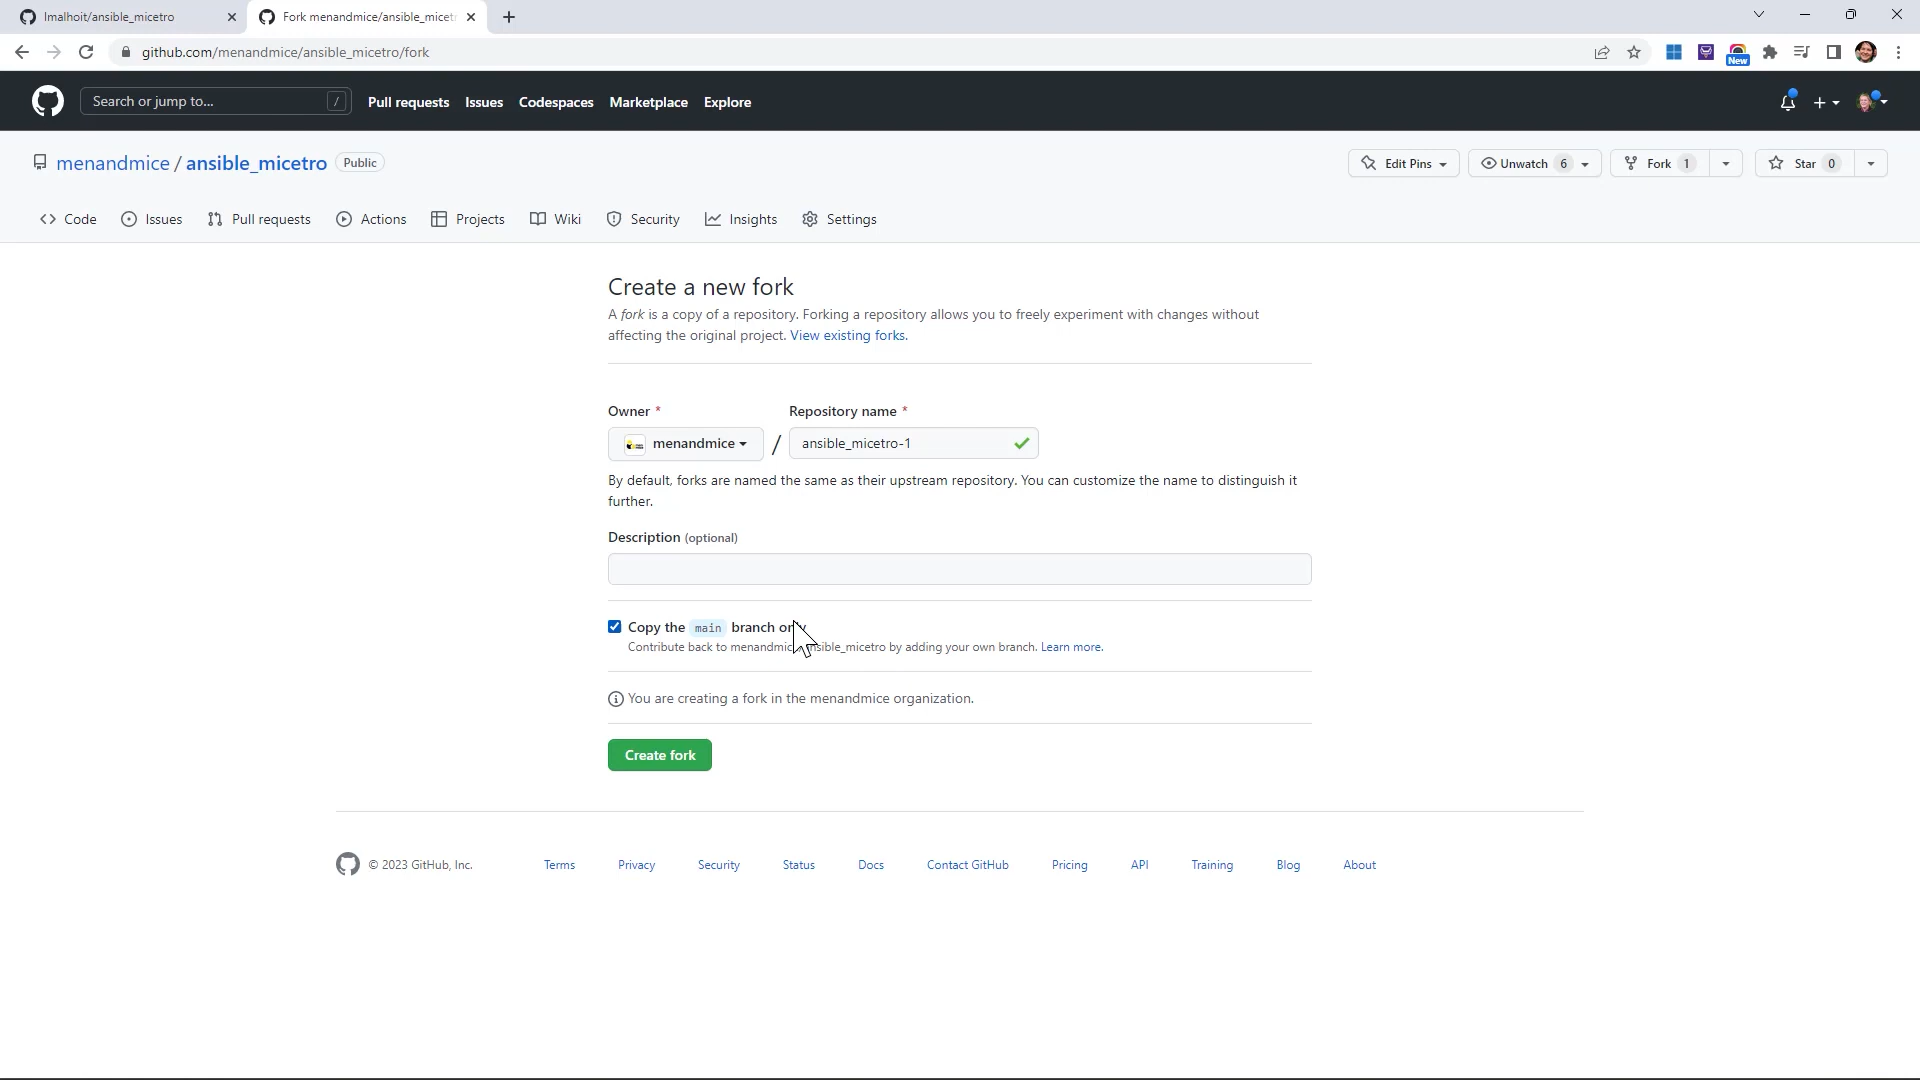 lmalhoit/ansible_micetro
Fork menandmice/ansible_micetr
github.com/menandmice/ansible_micetro/fork
New
Search or jump to...
/
Pull requests
Issues
Codespaces
Marketplace
Explore
menandmice / ansible_micetro
Public
Edit Pins
Unwatch 6
Fork 1
Star 0
Code
Issues
Pull requests
Actions
Projects
Wiki
Security
Insights
Settings
Create a new fork
A fork is a copy of a repository. Forking a repository allows you to freely experiment with changes without
affecting the original project. View existing forks.
Owner *
Repository name *
menandmice
/
ansible_micetro-1
By default, forks are named the same as their upstream repository. You can customize the name to distinguish it
further.
Description (optional)
Copy the main branch only
Contribute back to menandmice/ansible_micetro by adding your own branch. Learn more.
You are creating a fork in the menandmice organization.
Create fork
© 2023 GitHub, Inc.
Terms
Privacy
Security
Status
Docs
Contact GitHub
Pricing
API
Training
Blog
About